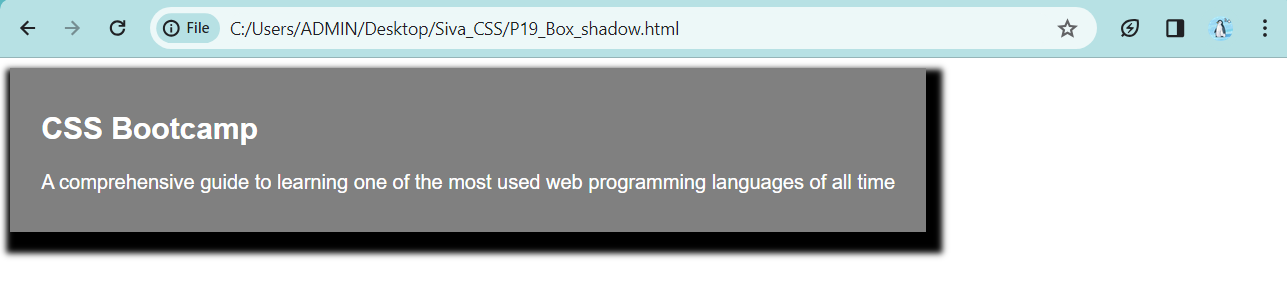 File C:/Users/ADMIN/Desktop/Siva_CSS/P19_Box_shadow.html
CSS Bootcamp
A comprehensive guide to learning one of the most used web programming languages of all time